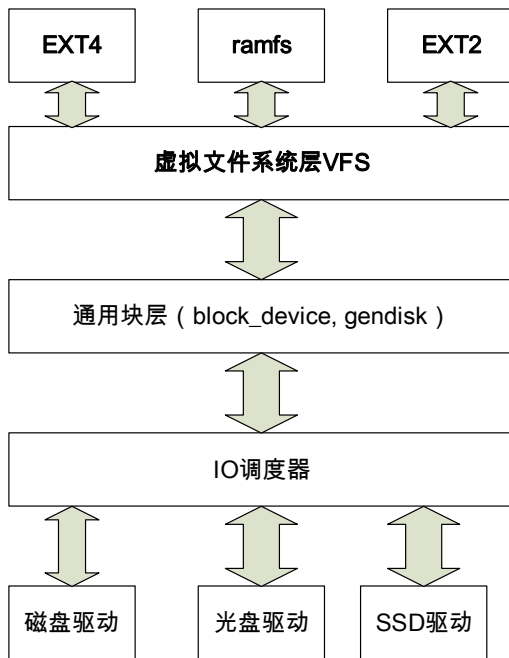 EXT4
ramfs
EXT2
虚拟文件系统层VFS
通用块层（block_device, gendisk）
IO调度器
磁盘驱动
光盘驱动
SSD驱动